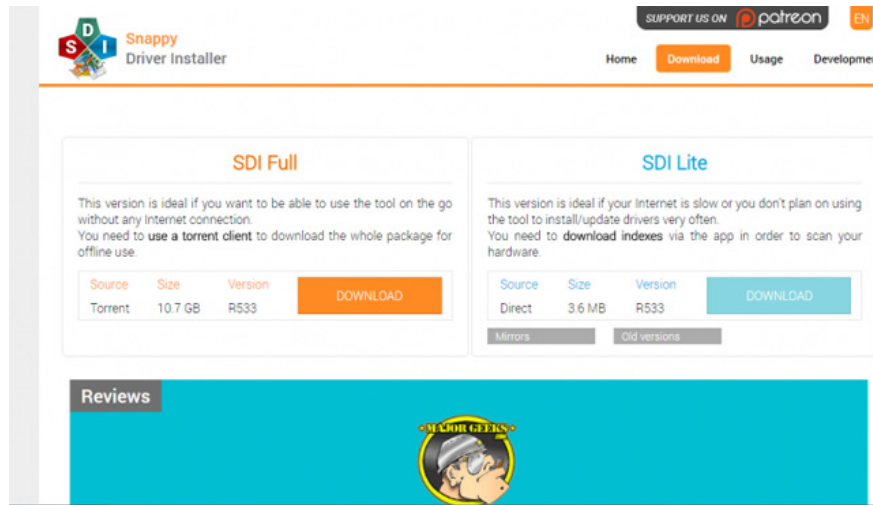 SUPPORT US ON patreon EN
S D I
Snappy
Driver Installer
Home Download Usage Developme
SDI Full
This version is ideal if you want to be able to use the tool on the go
without any Internet connection.
You need to use a torrent client to download the whole package for
offline use.
Source Size Version
Torrent 10.7 GB R533
DOWNLOAD
SDI Lite
This version is ideal if your Internet is slow or you don't plan on using
the tool to install/update drivers very often.
You need to download indexes via the app in order to scan your
hardware.
Source Size Version
Direct 3.6 MB R533
DOWNLOAD
Mirrors Old versions
Reviews
MAJOR GEEKS